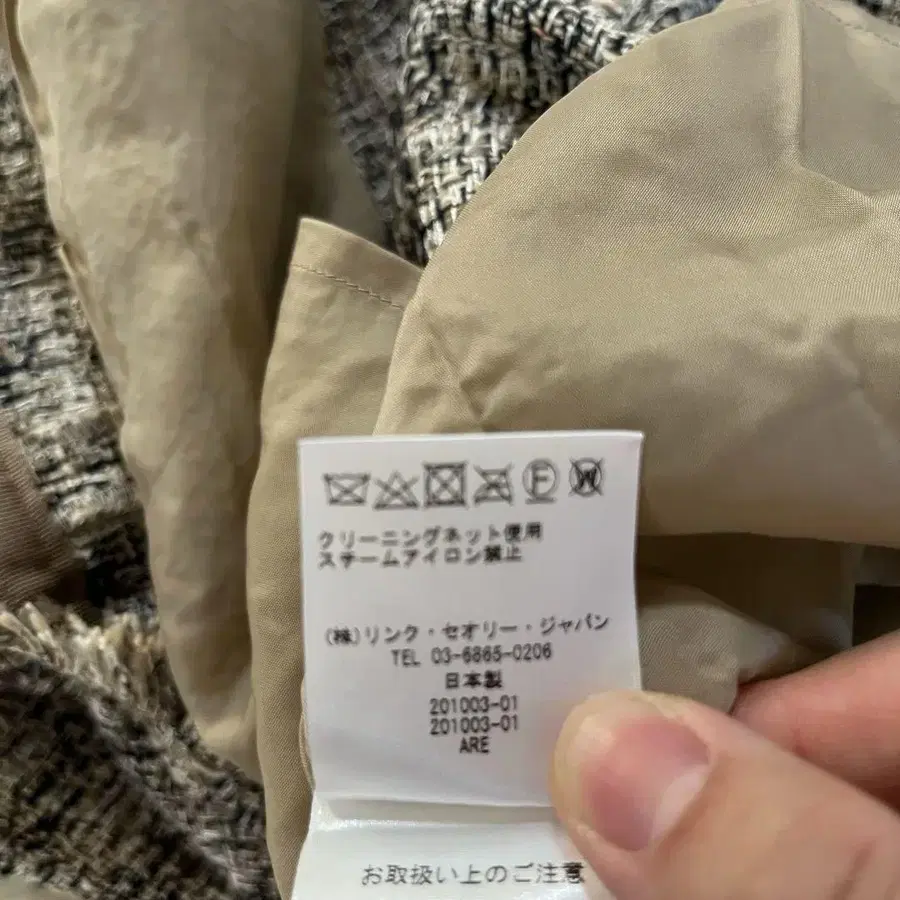 F W
クリーニングネット使用
スチームアイロン禁止
(株)リンク・セオリー・ジャパン
TEL 03-6865-0206
日本製
201003-01
201003-01
ARE
お取扱い上のご注意